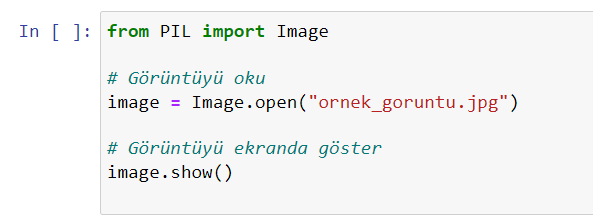 In [ ]: from PIL import Image
# Görüntüyü oku
image = Image.open("ornek_goruntu.jpg")
# Görüntüyü ekranda göster
image.show()